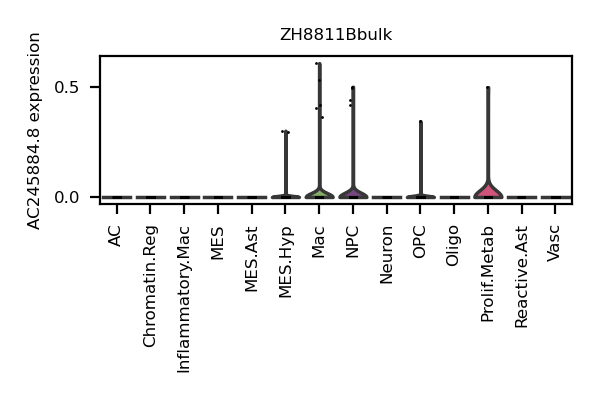 ZH8811Bbulk
AC245884.8 expression
0.5
0.0
AC
Chromatin.Reg
Inflammatory.Mac
MES
MES.Ast
MES.Hyp
Mac
NPC
Neuron
OPC
Oligo
Prolif.Metab
Reactive.Ast
Vasc